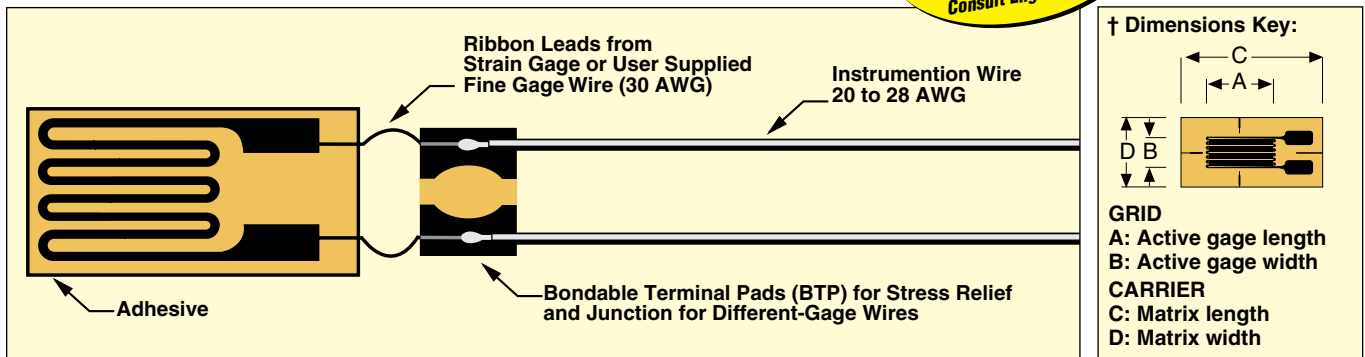 Consult
Ribbon Leads from
Strain Gage or User Supplied
Fine Gage Wire (30 AWG)
Instrumention Wire
20 to 28 AWG
Adhesive
Bondable Terminal Pads (BTP) for Stress Relief
and Junction for Different-Gage Wires
† Dimensions Key:
C
A
D B
GRID
A: Active gage length
B: Active gage width
CARRIER
C: Matrix length
D: Matrix width